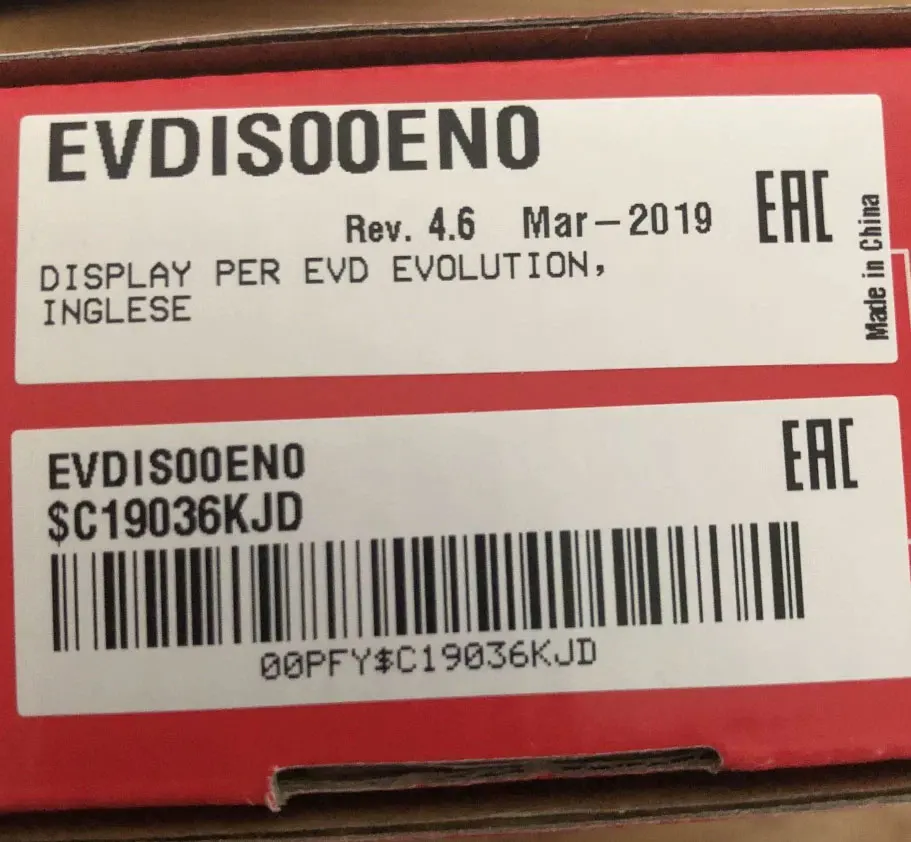 EVDIS00EN0
Rev. 4.6 Mar-2019
EAC
Made in China
DISPLAY PER EVD EVOLUTION,
INGLESE
EVDIS00EN0
EAC
$C19036KJD
00PFY$C19036KJD